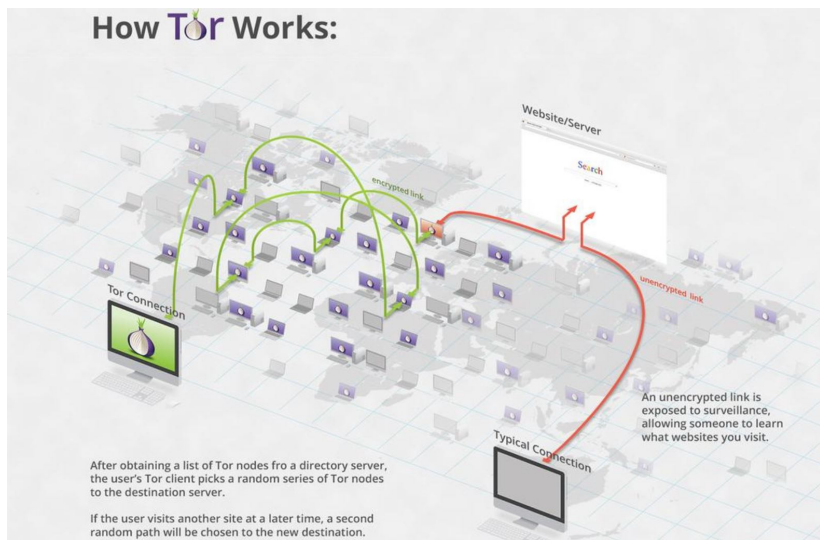 How Tor Works:
Website/Server
Search
encrypted link
unencrypted link
Tor Connection
An unencrypted link is
exposed to surveillance,
allowing someone to learn
what websites you visit.
Typical Connection
After obtaining a list of Tor nodes fro a directory server,
the user's Tor client picks a random series of Tor nodes
to the destination server.
If the user visits another site at a later time, a second
random path will be chosen to the new destination.